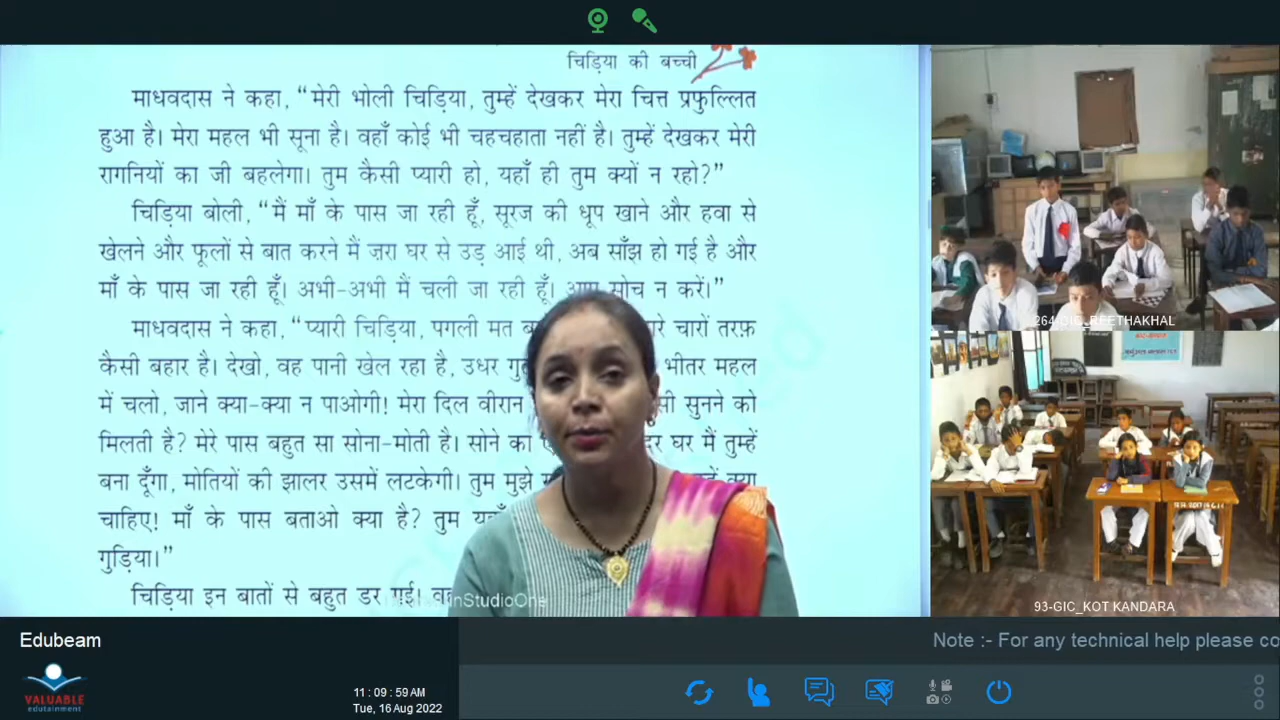 चिड़िया की बच्ची
माधवदास ने कहा, “मेरी भोली चिड़िया, तुम्हें देखकर मेरा चित्त प्रफुल्लित
हुआ है। मेरा महल भी सूना है। वहाँ कोई भी चहचहाता नहीं है। तुम्हें देखकर मेरी
रागनियों का जी बहलेगा। तुम कैसी प्यारी हो, यहाँ ही तुम क्यों न रहो?”
चिड़िया बोली, “मैं माँ के पास जा रही हूँ, सूरज की धूप खाने और हवा से
खेलने और फूलों से बात करने मैं ज़रा घर से उड़ आई थी, अब साँझ हो गई है और
माँ के पास जा रही हूँ। अभी-अभी मैं चली जा रही हूँ। आप सोच न करें।”
माधवदास ने कहा, “प्यारी चिड़िया, पगली मत चारों तरफ़
कैसी बहार है। देखो, वह पानी खेल रहा है, उधर भीतर महल
में चलो, जाने क्या-क्या न पाओगी! मेरा दिल वीरान सुनने को
मिलती है? मेरे पास बहुत सा सोना-मोती है। सोने का घर मैं तुम्हें
बना दूँगा, मोतियों की झालर उसमें लटकेगी। तुम मुझे क्या
चाहिए! माँ के पास बताओ क्या है? तुम
गुड़िया।”
चिड़िया इन बातों से बहुत डर गई।
264-GIC_REETHAKHAL
93-GIC_KOT KANDARA
Edubeam
Note :- For any technical help please
VALUABLE
edutainment
11 : 09 : 59 AM
Tue, 16 Aug 2022